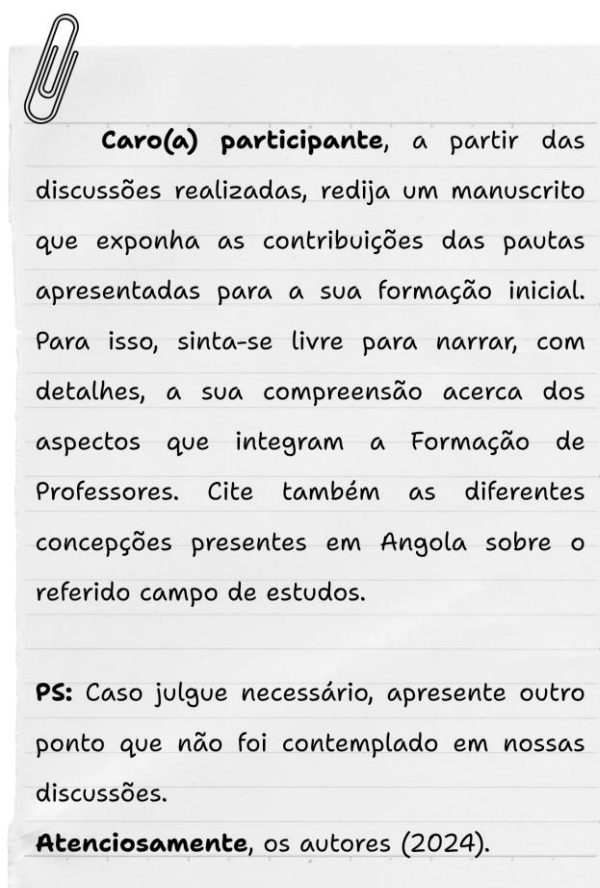 Caro(a) participante, a partir das
discussões realizadas, redija um manuscrito
que exponha as contribuições das pautas
apresentadas para a sua formação inicial.
Para isso, sinta-se livre para narrar, com
detalhes, a sua compreensão acerca dos
aspectos que integram a Formação de
Professores. Cite também as diferentes
concepções presentes em Angola sobre o
referido campo de estudos.
PS: Caso julgue necessário, apresente outro
ponto que não foi contemplado em nossas
discussões.
Atenciosamente, os autores (2024).